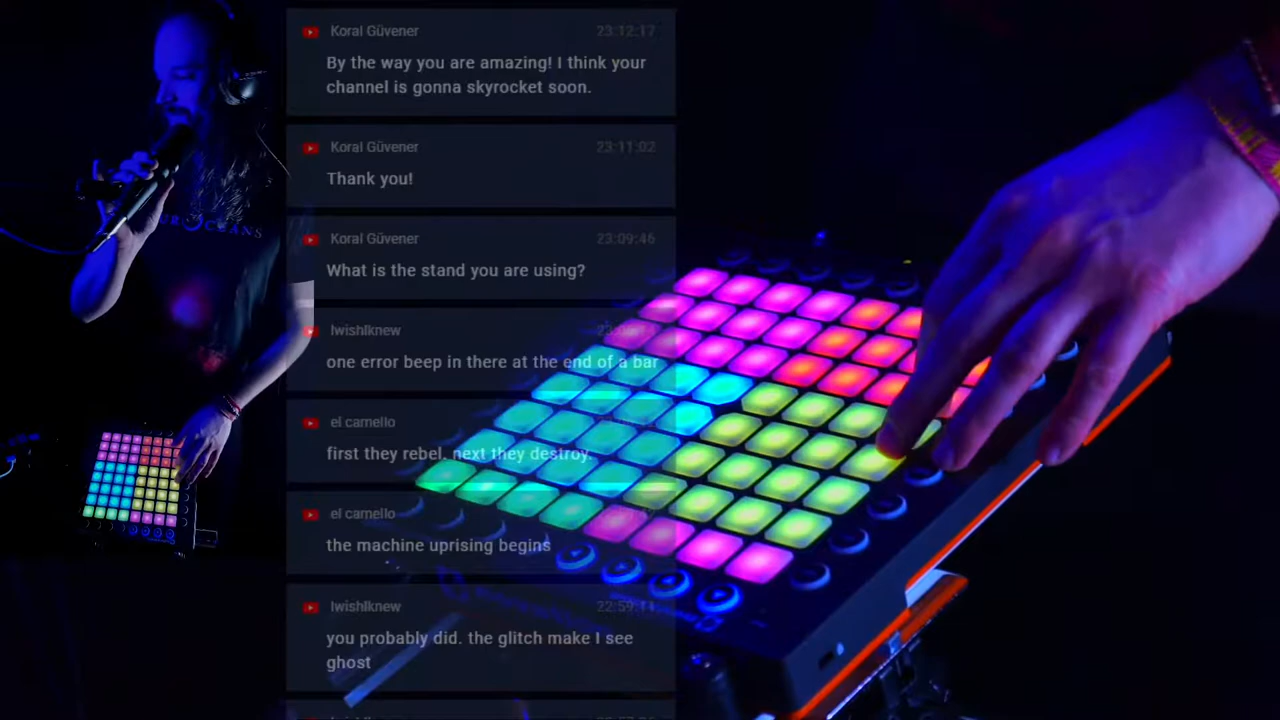 Koral Güvener 23:12:17
By the way you are amazing! I think your
channel is gonna skyrocket soon.
Koral Güvener 23:11:02
Thank you!
Koral Güvener 23:09:46
What is the stand you are using?
IwishIknew
one error beep in there at the end of a bar
el camello
first they rebel. next they destroy.
el camello
the machine uprising begins
IwishIknew 22:59:11
you probably did. the glitch make I see
ghost